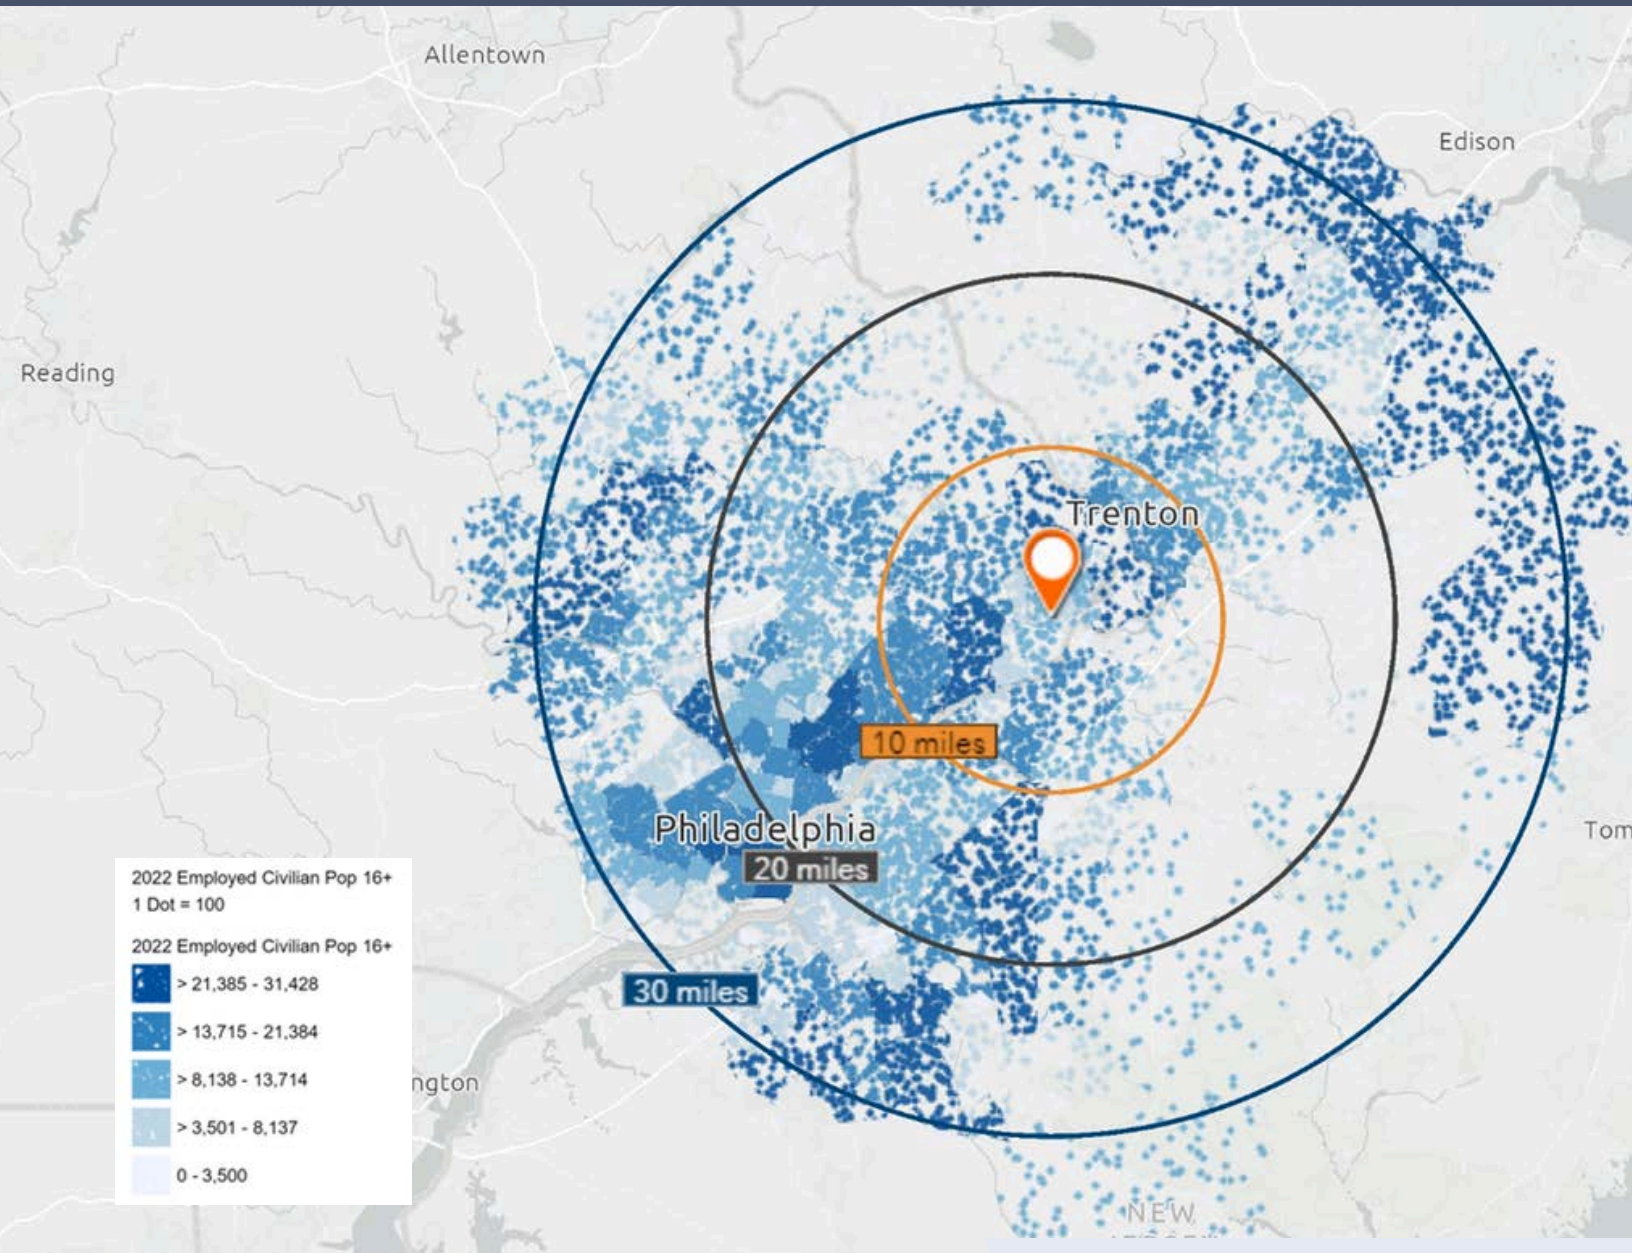 Allentown
Edison
Reading
Trenton
10 miles
Philadelphia
20 miles
Tom
30 miles
ngton
2022 Employed Civilian Pop 16+
1 Dot = 100
2022 Employed Civilian Pop 16+
> 21,385 - 31,428
> 13,715 - 21,384
> 8,138 - 13,714
> 3,501 - 8,137
0 - 3,500
NEW